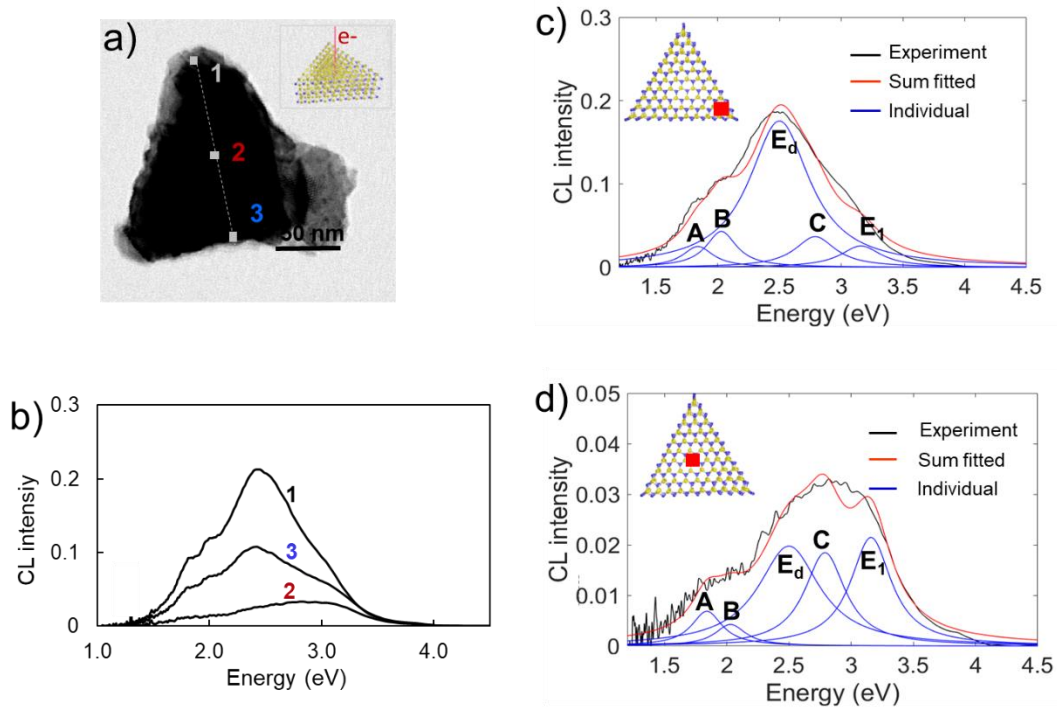 a)
e-
1
2
3
50 nm
b)
0.3
0.2
0.1
0
1
3
2
1.0 2.0 3.0 4.0
CL intensiy
Energy (eV)
c)
0.3
0.2
0.1
0
Experiment
Sum fitted
Individual
A B E_d C E_1
1.5 2 2.5 3 3.5 4 4.5
CL intensity
Energy (eV)
d)
0.05
0.04
0.03
0.02
0.01
0
Experiment
Sum fitted
Individual
A B E_d C E_1
1.5 2 2.5 3 3.5 4 4.5
CL intensity
Energy (eV)